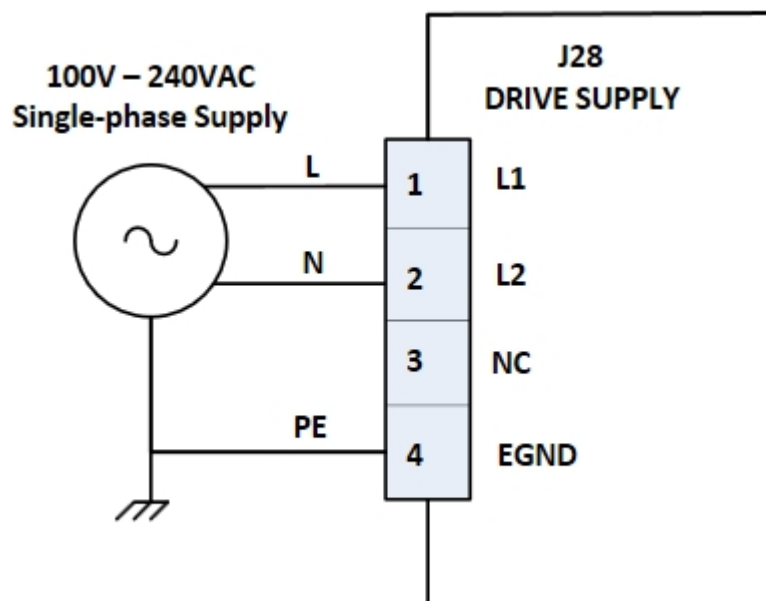 100V – 240VAC
Single-phase Supply
J28
DRIVE SUPPLY
L
1
L1
N
2
L2
3
NC
PE
4
EGND